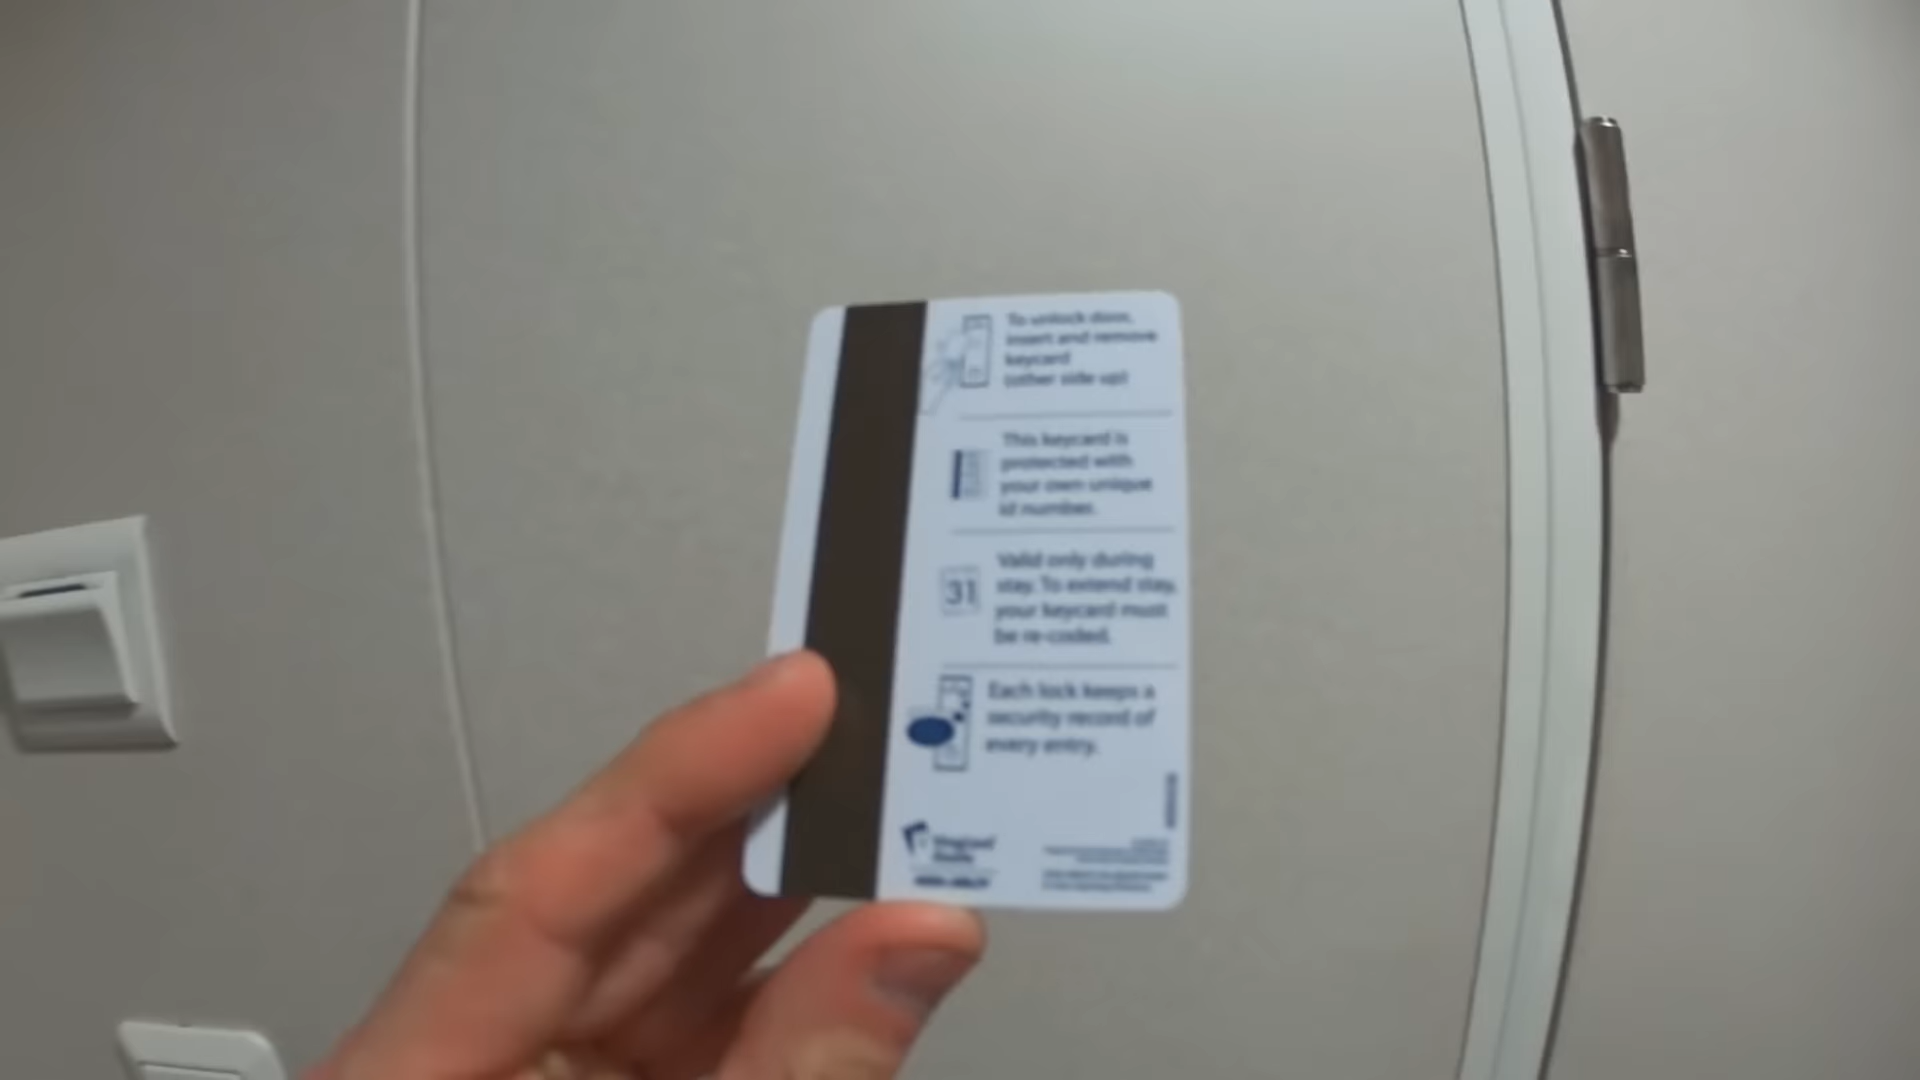 To unlock door,
insert and remove
keycard
(other side up)
This keycard is
protected with
your own unique
id number.
31
Valid only during
stay. To extend stay,
your keycard must
be re-coded.
Each lock keeps a
security record of
every entry.